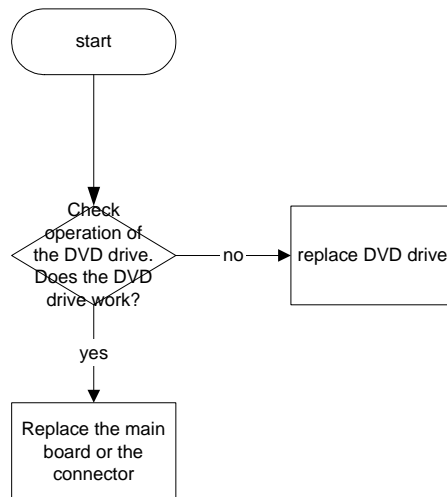 start
Check
operation of
the DVD drive.
Does the DVD
drive work?
no
replace DVD drive
yes
Replace the main
board or the
connector